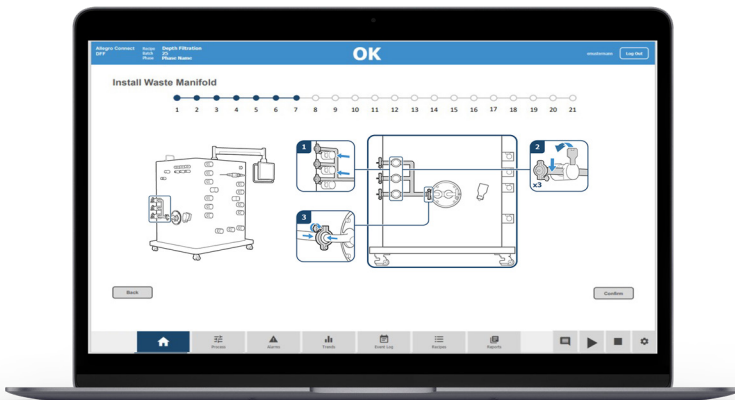 Allegro Connect
DFF
Recipe Depth Filtration
Batch
Phase Phase Name
OK
Log Out
Install Waste Manifold
1 2 3 4 5 6 7 8 9 10 11 12 13 14 15 16 17 18 19 20 21
1
2
x3
3
Back
Confirm
Process
Alarms
Trends
Event Log
Recipes
Reports